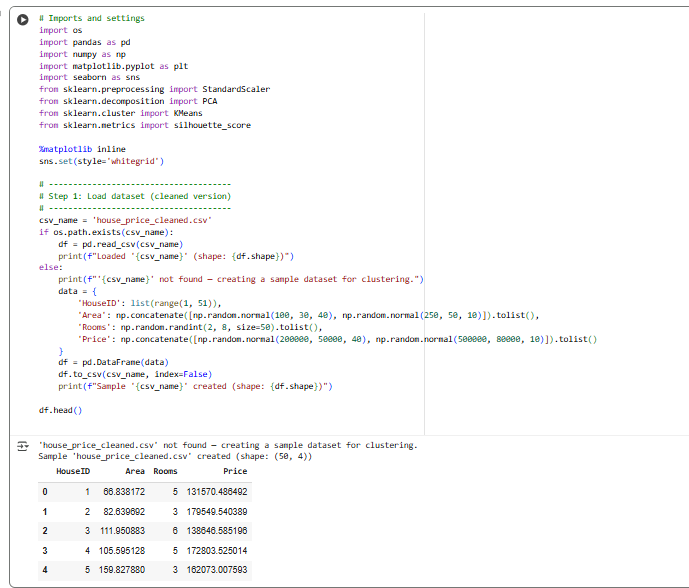 # Imports and settings
import os
import pandas as pd
import numpy as np
import matplotlib.pyplot as plt
import seaborn as sns
from sklearn.preprocessing import StandardScaler
from sklearn.decomposition import PCA
from sklearn.cluster import KMeans
from sklearn.metrics import silhouette_score
%matplotlib inline
sns.set(style='whitegrid')
# -------------------------------------
# Step 1: Load dataset (cleaned version)
# -------------------------------------
csv_name = 'house_price_cleaned.csv'
if os.path.exists(csv_name):
    df = pd.read_csv(csv_name)
    print(f"Loaded '{csv_name}' (shape: {df.shape})")
else:
    print(f"'{csv_name}' not found — creating a sample dataset for clustering.")
    data = {
        'HouseID': list(range(1, 51)),
        'Area': np.concatenate([np.random.normal(100, 30, 40), np.random.normal(250, 50, 10)]).tolist(),
        'Rooms': np.random.randint(2, 8, size=50).tolist(),
        'Price': np.concatenate([np.random.normal(200000, 50000, 40), np.random.normal(500000, 80000, 10)]).tolist()
    }
    df = pd.DataFrame(data)
    df.to_csv(csv_name, index=False)
    print(f"Sample '{csv_name}' created (shape: {df.shape})")
df.head()
'house_price_cleaned.csv' not found — creating a sample dataset for clustering.
Sample 'house_price_cleaned.csv' created (shape: (50, 4))
HouseID Area Rooms Price
0 1 66.838172 5 131570.486492
1 2 82.639692 3 179549.540389
2 3 111.950883 6 138646.585196
3 4 105.595128 5 172803.525014
4 5 159.827880 3 162073.007593